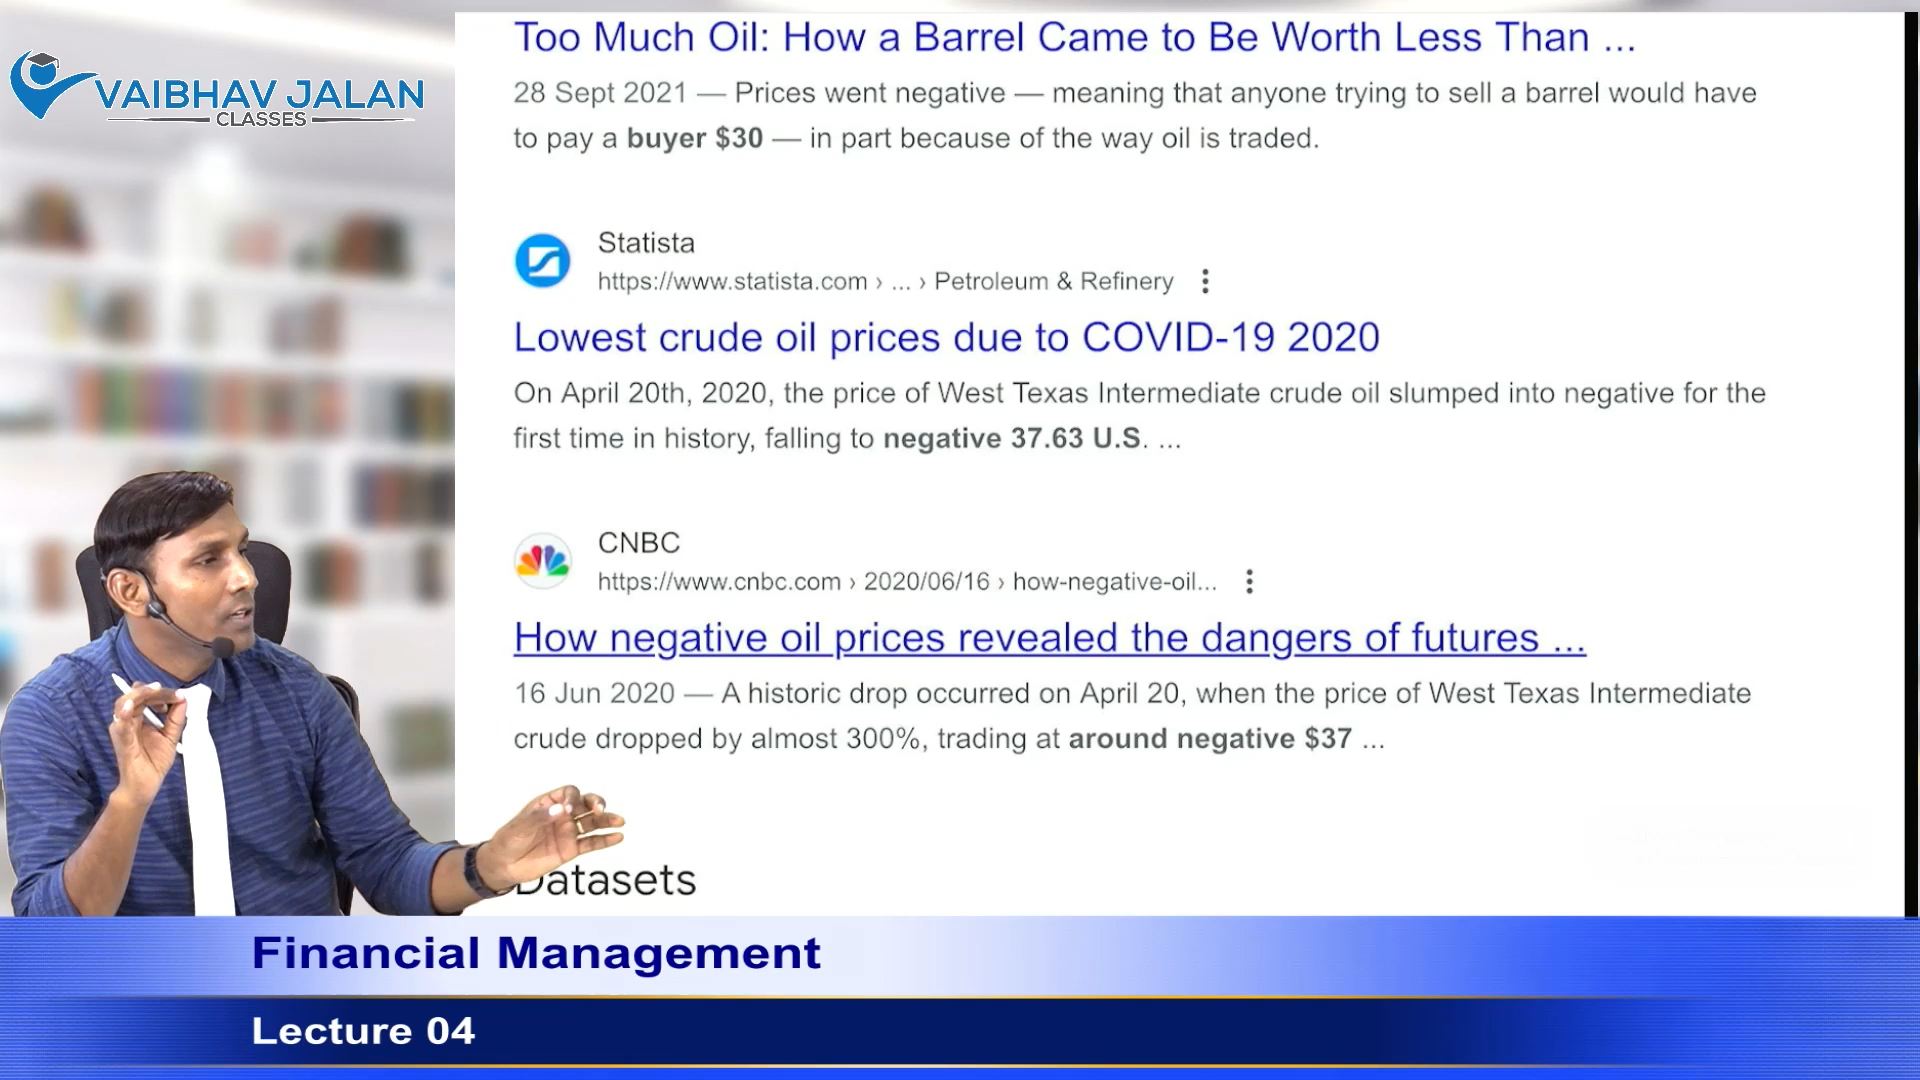 VAIBHAV JALAN
CLASSES
Too Much Oil: How a Barrel Came to Be Worth Less Than ...
28 Sept 2021 — Prices went negative — meaning that anyone trying to sell a barrel would have
to pay a buyer $30 — in part because of the way oil is traded.
Statista
https://www.statista.com › ... › Petroleum & Refinery
Lowest crude oil prices due to COVID-19 2020
On April 20th, 2020, the price of West Texas Intermediate crude oil slumped into negative for the
first time in history, falling to negative 37.63 U.S. ...
CNBC
https://www.cnbc.com › 2020/06/16 › how-negative-oil...
How negative oil prices revealed the dangers of futures ...
16 Jun 2020 — A historic drop occurred on April 20, when the price of West Texas Intermediate
crude dropped by almost 300%, trading at around negative $37 ...
Datasets
Financial Management
Lecture 04